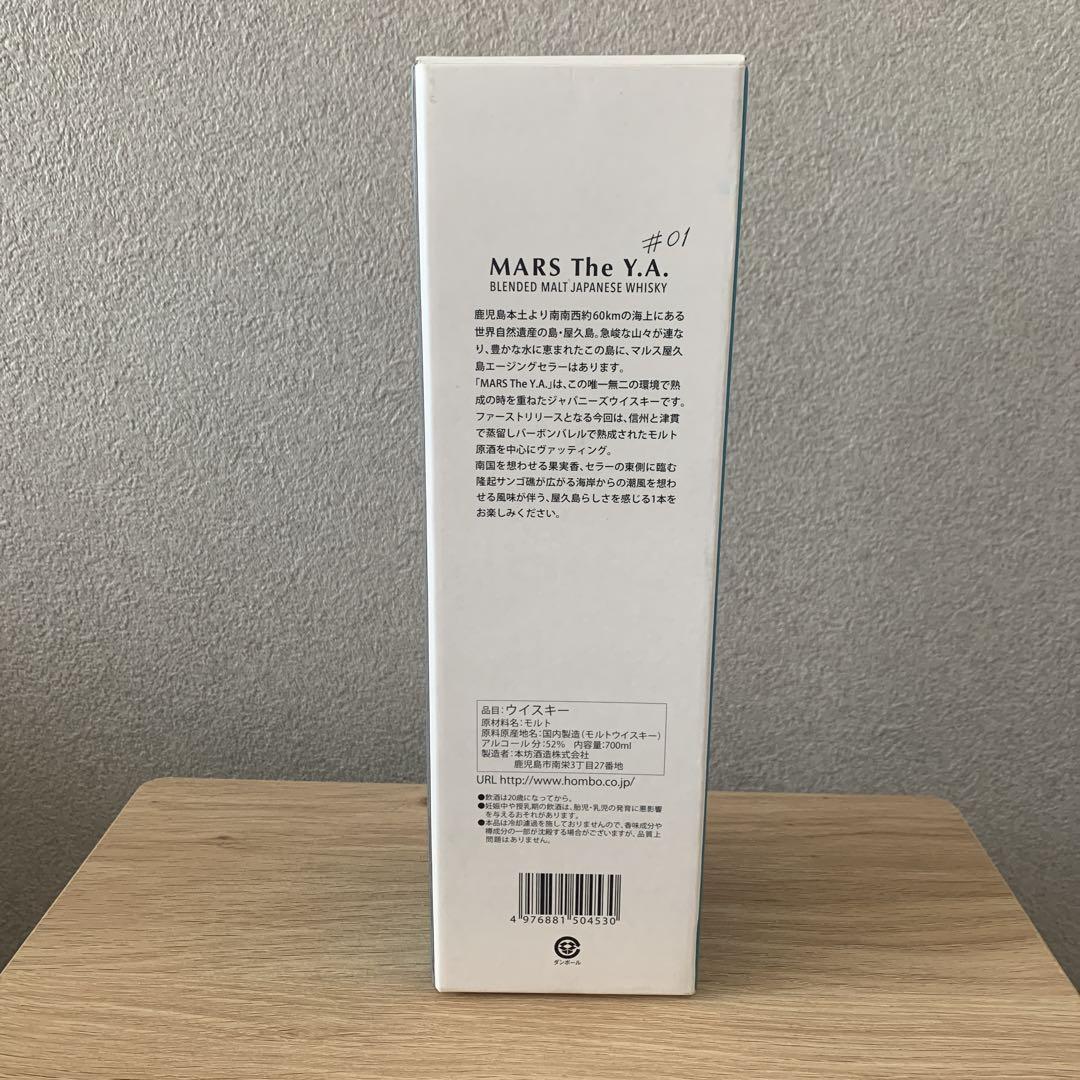 #01
MARS The Y.A.
BLENDED MALT JAPANESE WHISKY
鹿児島本土より南南西約60kmの海上にある
世界自然遺産の島・屋久島。急峻な山々が連な
り、豊かな水に恵まれたこの島に、マルス屋久
島エージングセラーはあります。
「MARS The Y.A.」は、この唯一無二の環境で熟
成の時を重ねたジャパニーズウイスキーです。
ファーストリリースとなる今回は、信州と津貫
で蒸留しバーボンバレルで熟成されたモルト
原酒を中心にヴァッティング。
南国を想わせる果実香、セラーの東側に臨む
隆起サンゴ礁が広がる海岸からの潮風を想わ
せる風味が伴う、屋久島らしさを感じる1本を
お楽しみください。
品目:ウイスキー
原材料名:モルト
原料原産地名:国内製造(モルトウイスキー)
アルコール分:52% 内容量:700ml
製造者:本坊酒造株式会社
鹿児島市南栄3丁目27番地
URL http://www.hombo.co.jp/
●飲酒は20歳になってから。
●妊娠中や授乳期の飲酒は、胎児・乳児の発育に悪影響
を与えるおそれがあります。
●本品は冷却濾過を施しておりませんので、香味成分や
樽成分の一部が沈殿する場合がございますが、品質上
問題はありません。
4 976881 504530
ダンボール